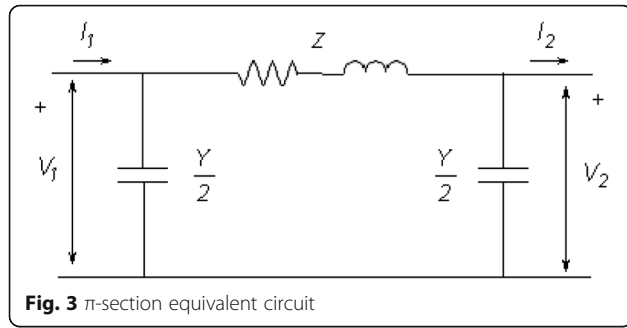 I₁
Z
I₂
+
+
V₁
Y
2
Y
2
V₂
Fig. 3 π-section equivalent circuit